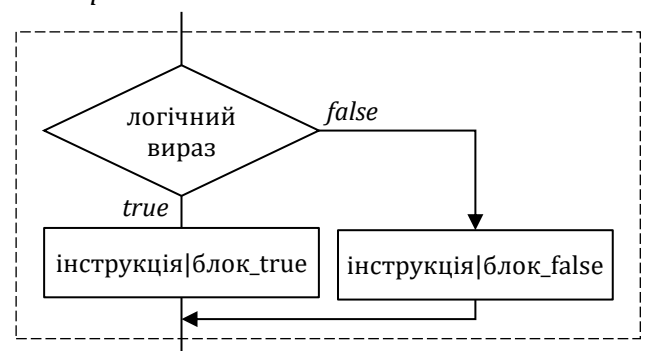 логічний
вираз
false
true
інструкція|блок_true
інструкція|блок_false